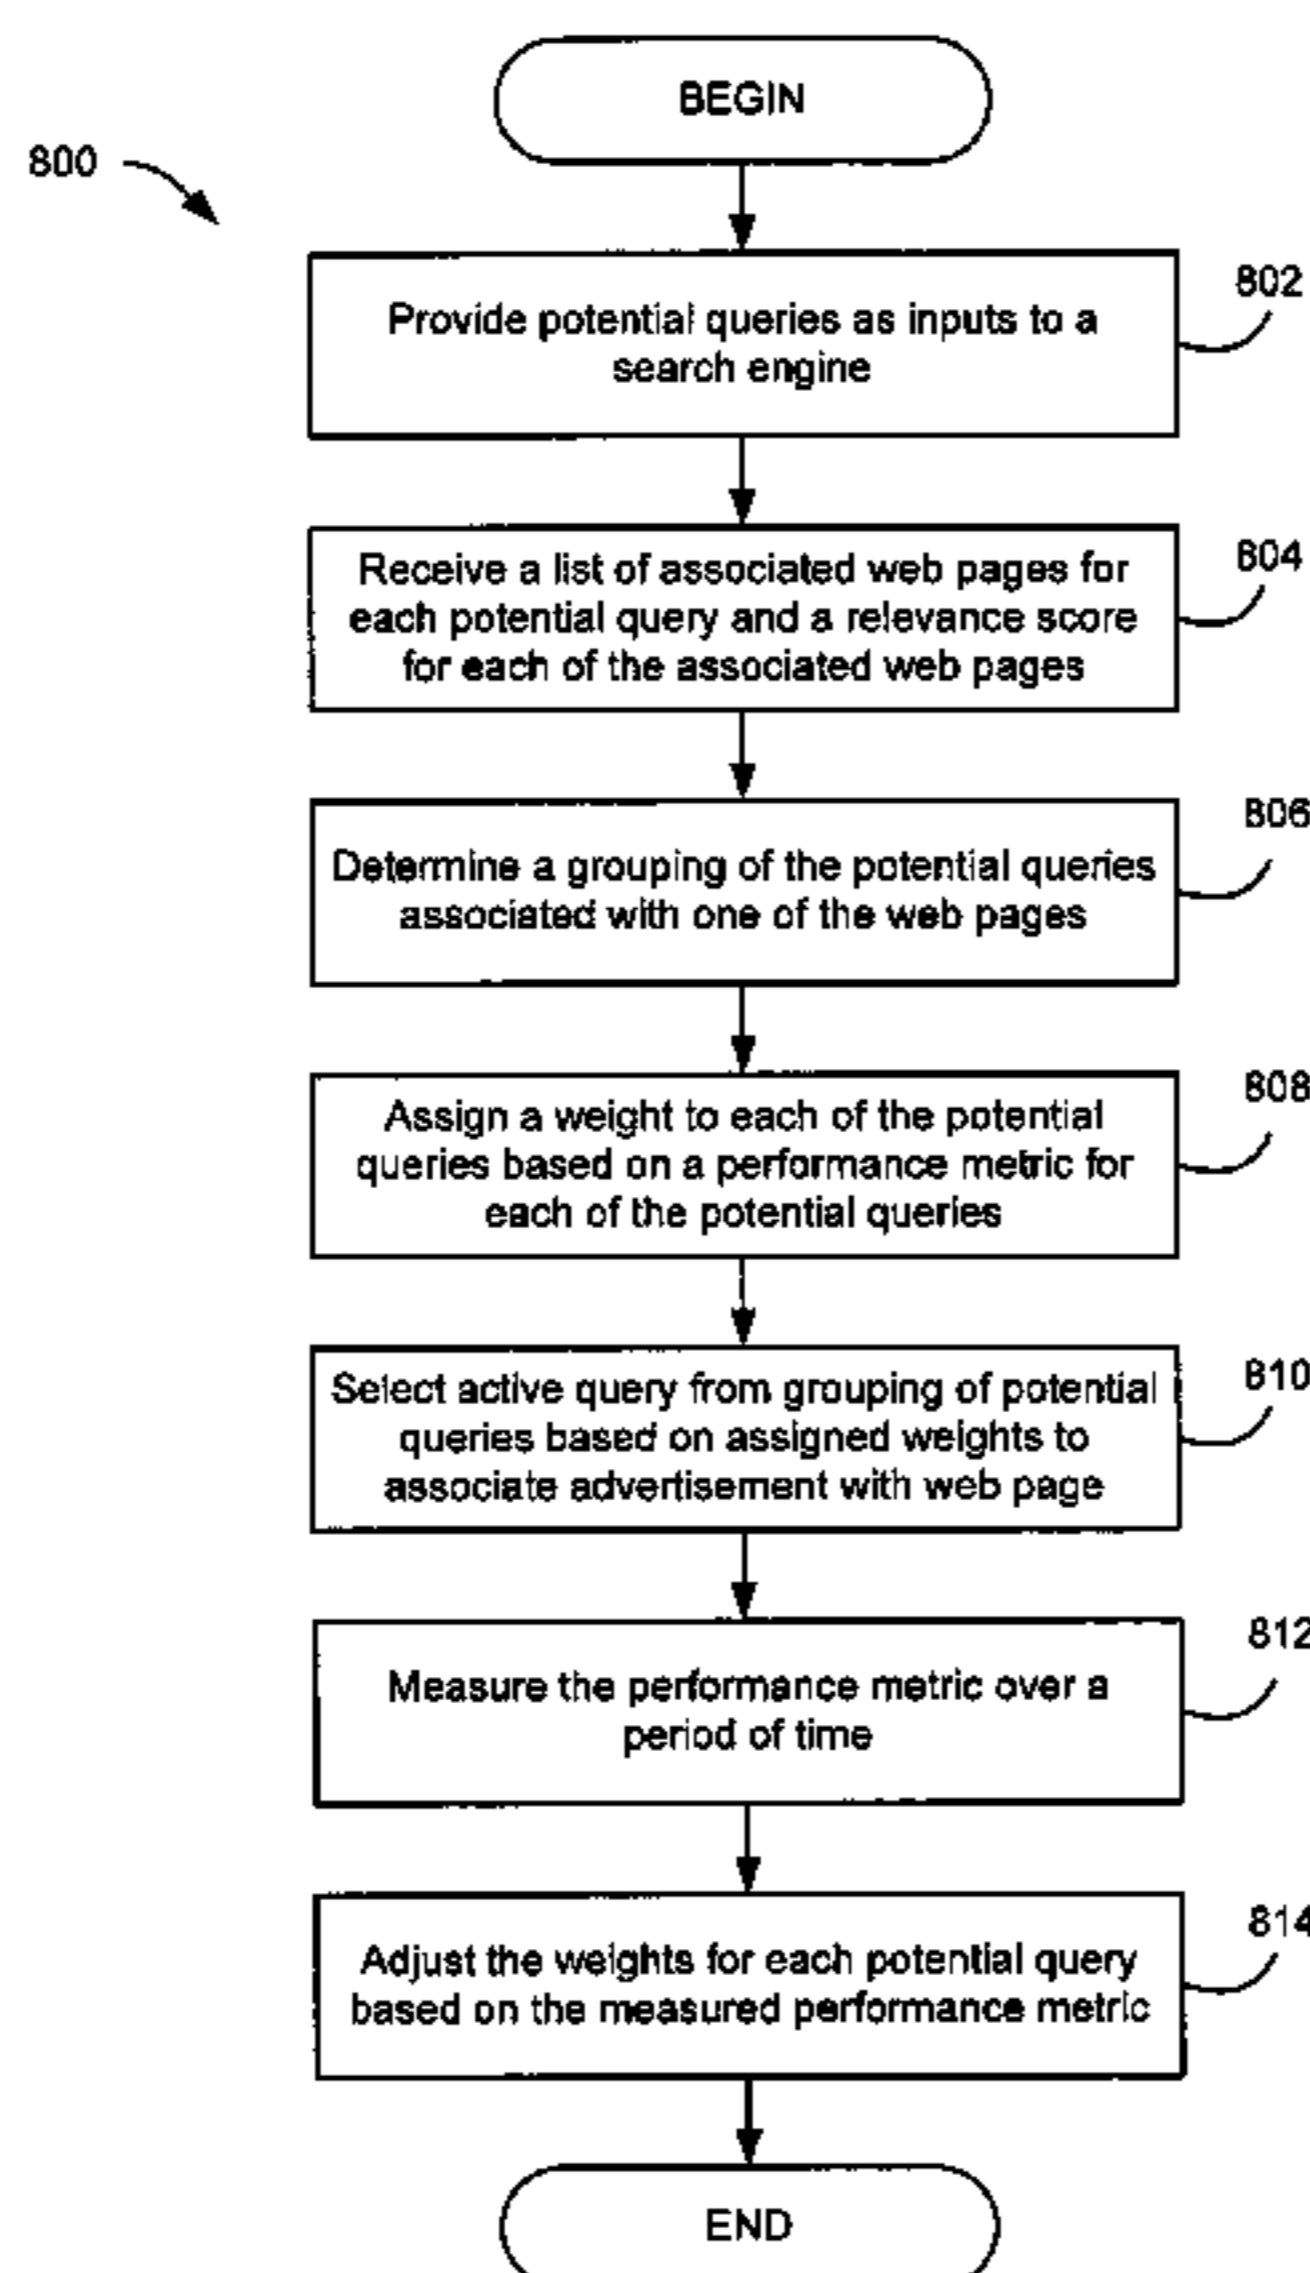 BEGIN
800
Provide potential queries as inputs to a
search engine
802
Receive a list of associated web pages for
each potential query and a relevance score
for each of the associated web pages
804
Determine a grouping of the potential queries
associated with one of the web pages
806
Assign a weight to each of the potential
queries based on a performance metric for
each of the potential queries
808
Select active query from grouping of potential
queries based on assigned weights to
associate advertisement with web page
810
Measure the performance metric over a
period of time
812
Adjust the weights for each potential query
based on the measured performance metric
814
END